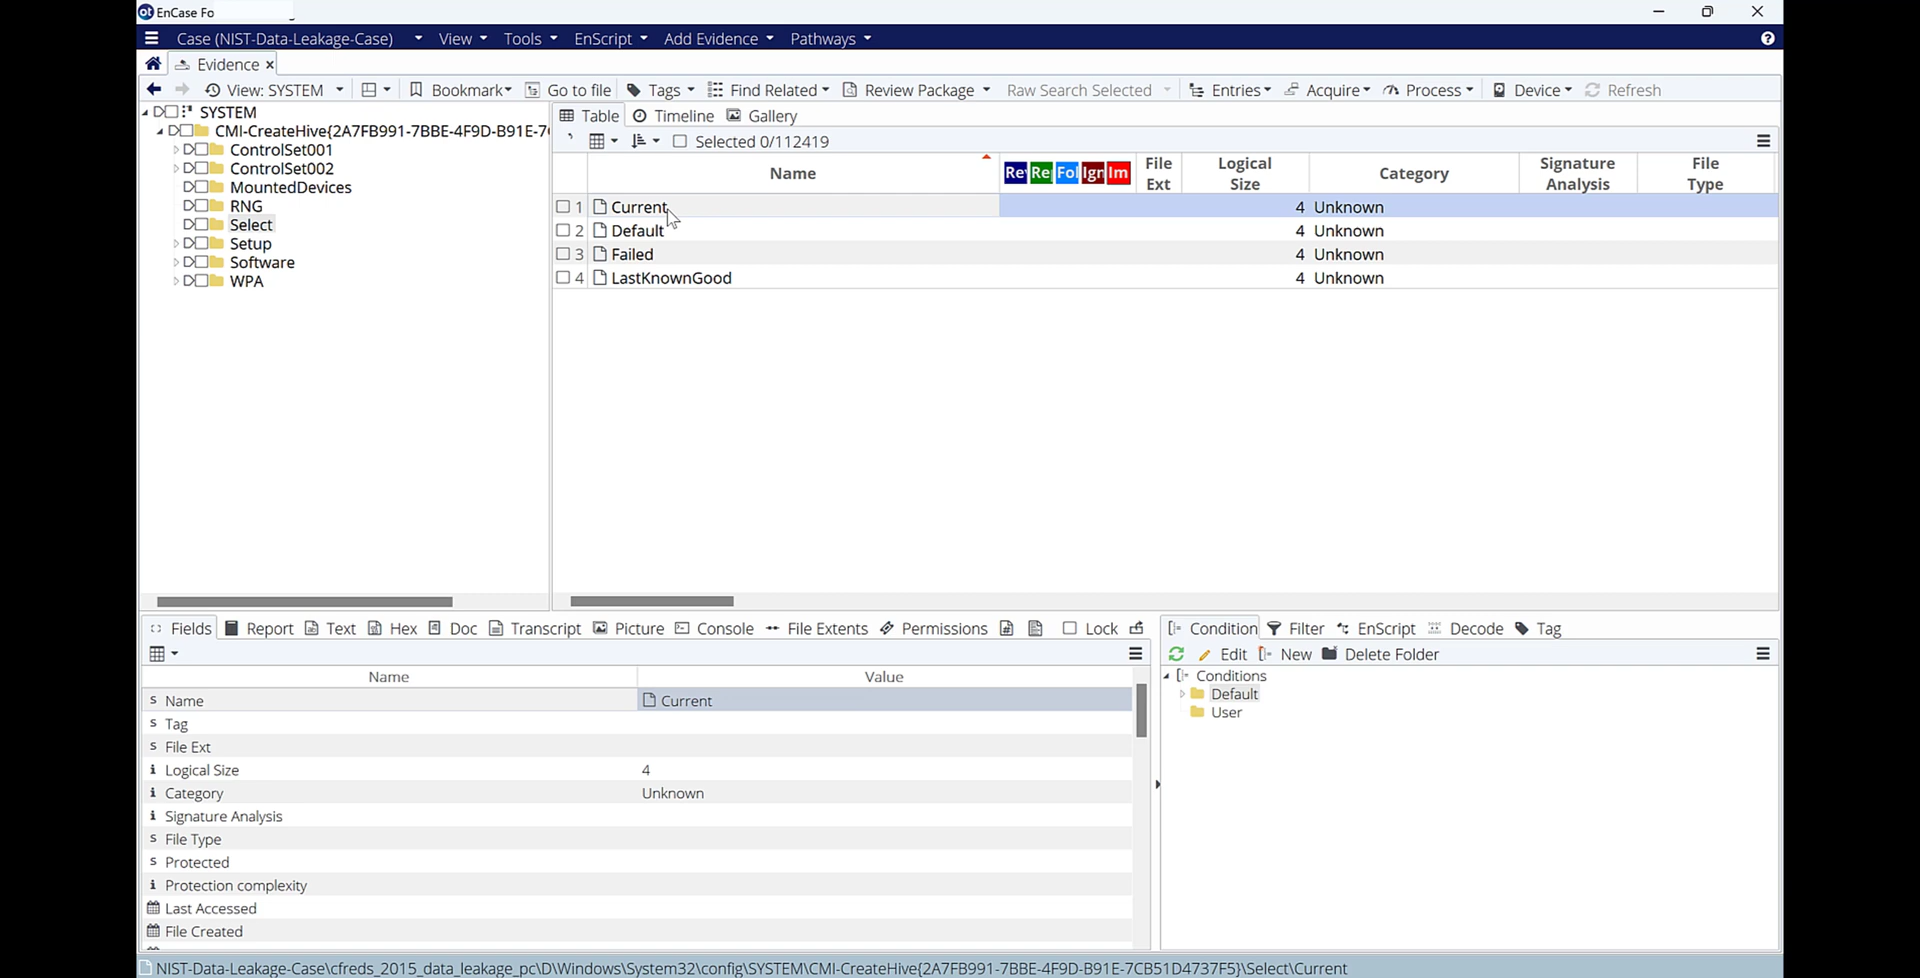 EnCase Fo
Case (NIST-Data-Leakage-Case) View Tools EnScript Add Evidence Pathways
Evidence
View: SYSTEM Bookmark Go to file Tags Find Related Review Package Raw Search Selected Entries Acquire Process Device Refresh
SYSTEM
CMI-CreateHive{2A7FB991-7BBE-4F9D-B91E-7
ControlSet001
ControlSet002
MountedDevices
RNG
Select
Setup
Software
WPA
Table Timeline Gallery
Selected 0/112419
Name Re Re Fol Ign Im File Ext Logical Size Category Signature Analysis File Type
1 Current 4 Unknown
2 Default 4 Unknown
3 Failed 4 Unknown
4 LastKnownGood 4 Unknown
Fields Report Text Hex Doc Transcript Picture Console File Extents Permissions Lock
Name Value
Name Current
Tag
File Ext
Logical Size 4
Category Unknown
Signature Analysis
File Type
Protected
Protection complexity
Last Accessed
File Created
Condition Filter EnScript Decode Tag
Edit New Delete Folder
Conditions
Default
User
NIST-Data-Leakage-Case\cfreds_2015_data_leakage_pc\D\Windows\System32\config\SYSTEM\CMI-CreateHive{2A7FB991-7BBE-4F9D-B91E-7CB51D4737F5}\Select\Current